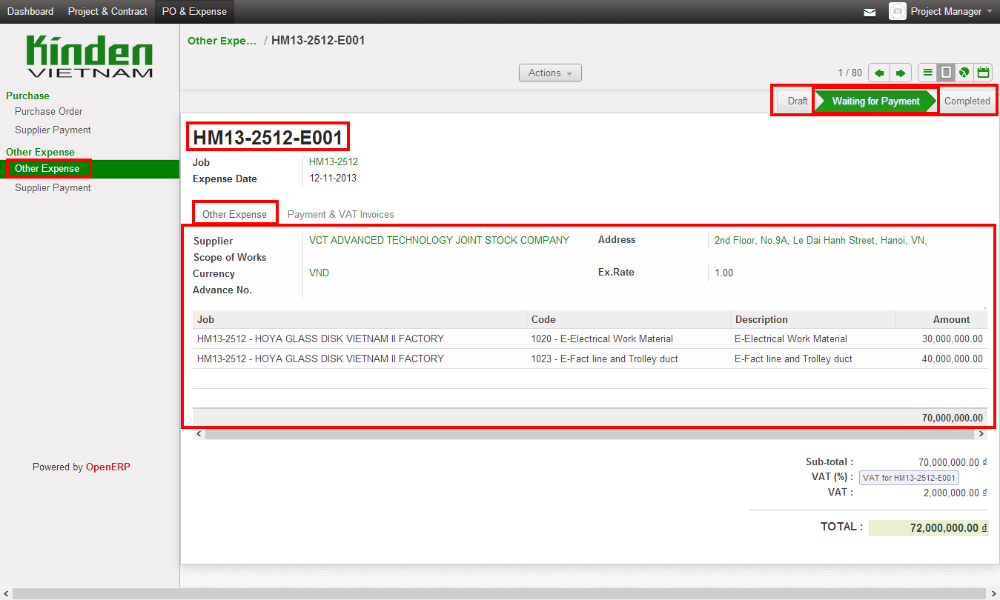 Dashboard Project & Contract PO & Expense Project Manager
Kinden
VIETNAM
Purchase
Purchase Order
Supplier Payment
Other Expense
Other Expense
Supplier Payment
Powered by OpenERP
Other Expe... / HM13-2512-E001
Actions
1 / 80
Draft Waiting for Payment Completed
HM13-2512-E001
Job HM13-2512
Expense Date 12-11-2013
Other Expense Payment & VAT Invoices
Supplier VCT ADVANCED TECHNOLOGY JOINT STOCK COMPANY Address 2nd Floor, No.9A, Le Dai Hanh Street, Hanoi, VN,
Scope of Works
Currency VND Ex.Rate 1.00
Advance No.
Job Code Description Amount
HM13-2512 - HOYA GLASS DISK VIETNAM II FACTORY 1020 - E-Electrical Work Material E-Electrical Work Material 30,000,000.00
HM13-2512 - HOYA GLASS DISK VIETNAM II FACTORY 1023 - E-Fact line and Trolley duct E-Fact line and Trolley duct 40,000,000.00
70,000,000.00
Sub-total : 70,000,000.00 ₫
VAT (%) : VAT for HM13-2512-E001
VAT : 2,000,000.00 ₫
TOTAL : 72,000,000.00 ₫